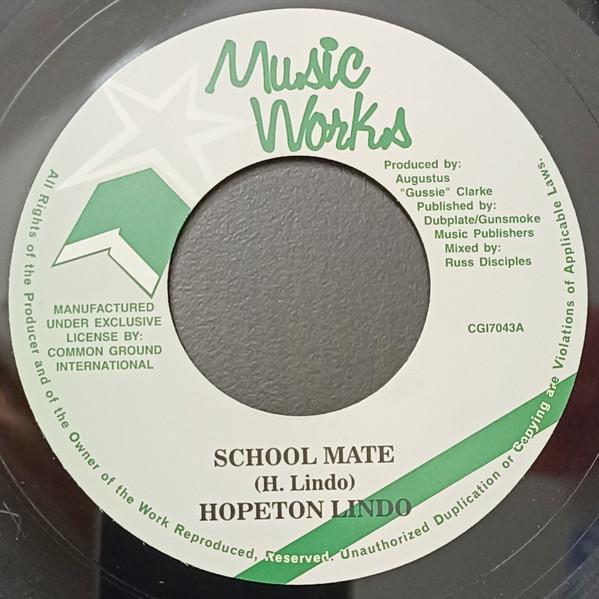 Music
Works
Produced by:
Augustus
"Gussie" Clarke
Published by:
Dubplate/Gunsmoke
Music Publishers
Mixed by:
Russ Disciples
MANUFACTURED
UNDER EXCLUSIVE
LICENSE BY:
COMMON GROUND
INTERNATIONAL
CGI7043A
SCHOOL MATE
(H. Lindo)
HOPETON LINDO
All Rights of the Producer and of the Owner of the Work Reproduced, Reserved. Unauthorized Duplication or Copying are Violations of Applicable Laws.